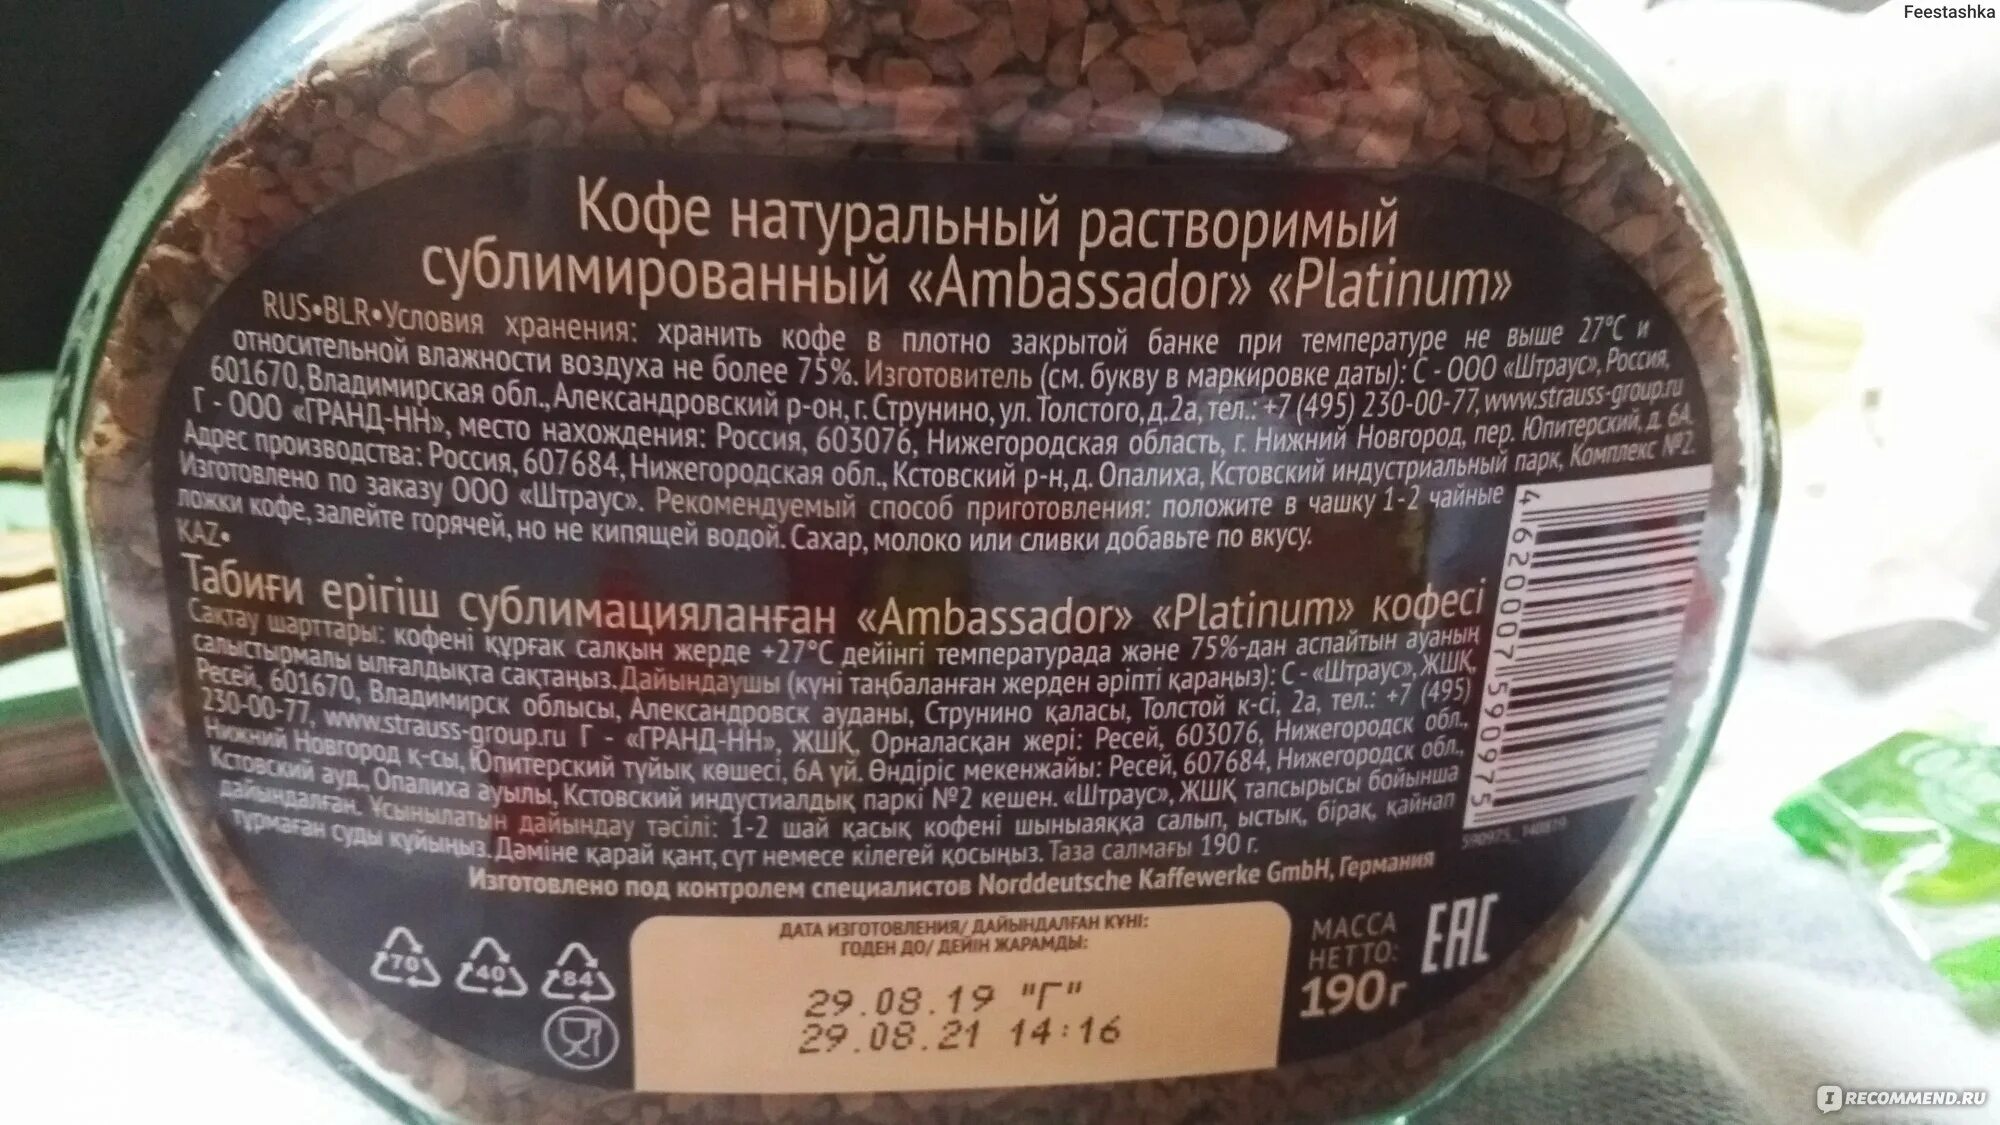 Feestashka
Кофе натуральный растворимый
сублимированный «Ambassador» «Platinum»
RUS•BLR•Условия хранения: хранить кофе в плотно закрытой банке при температуре не выше 27°C и
относительной влажности воздуха не более 75%. Изготовитель (см. букву в маркировке даты): С - ООО «Штраус», Россия,
601670, Владимирская обл., Александровский р-он, г. Струнино, ул. Толстого, д.2а, тел.: +7 (495) 230-00-77, www.strauss-group.ru
Г - ООО «ГРАНД-НН», место нахождения: Россия, 603076, Нижегородская область, г. Нижний Новгород, пер. Юпитерский, д. 6А.
Адрес производства: Россия, 607684, Нижегородская обл., Кстовский р-н, д. Опалиха, Кстовский индустриальный парк, Комплекс №2.
Изготовлено по заказу ООО «Штраус». Рекомендуемый способ приготовления: положите в чашку 1-2 чайные
ложки кофе, залейте горячей, но не кипящей водой. Сахар, молоко или сливки добавьте по вкусу.
KAZ•
Табиғи ерігіш сублимацияланған «Ambassador» «Platinum» кофесі
Сақтау шарттары: кофені құрғак салқын жерде +27°C дейінгі температурада және 75%-дан аспайтын ауаның
салыстырмалы ылғалдықта сақтаңыз. Дайындаушы (күні таңбаланған жерден әріпті қараңыз): С - «Штраус», ЖШҚ,
Ресей, 601670, Владимирск облысы, Александровск ауданы, Струнино қаласы, Толстой к-сі, 2а, тел.: +7 (495)
230-00-77, www.strauss-group.ru Г - «ГРАНД-НН», ЖШҚ, Орналасқан жері: Ресей, 603076, Нижегородск обл.,
Нижний Новгород қ-сы, Юпитерский тұйық көшесі, 6А үй. Өндіріс мекенжайы: Ресей, 607684, Нижегородск обл.,
Кстовский ауд., Опалиха ауылы, Кстовский индустиалдық паркі №2 кешен. «Штраус», ЖШҚ тапсырысы бойынша
дайындалған. Ұсынылатын дайындау тәсілі: 1-2 шай қасық кофені шыныаяққа салып, ыстық, бірақ, қайнап
тұрмаған суды құйыңыз. Дәміне қарай қант, сүт немесе кілегей қосыңыз. Таза салмағы 190 г.
Изготовлено под контролем специалистов Norddeutsche Kaffewerke GmbH, Германия
4 620007 590975
590975_140819
70 40 84
ДАТА ИЗГОТОВЛЕНИЯ/ ДАЙЫНДАЛҒАН КҮНІ:
ГОДЕН ДО/ ДЕЙІН ЖАРАМДЫ:
29.08.19 "Г"
29.08.21 14:16
МАССА
НЕТТО:
190г
EAC
I RECOMMEND.RU